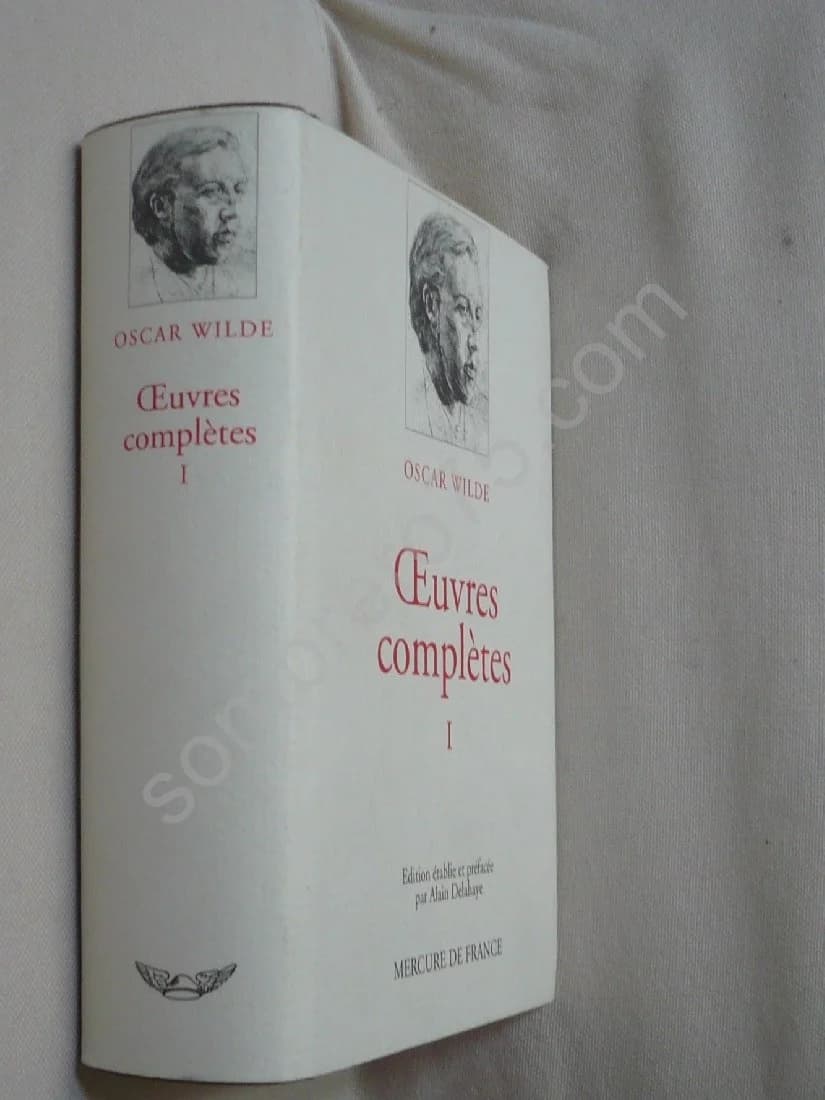 OSCAR WILDE
Œuvres
complètes
I
OSCAR WILDE
Œuvres
complètes
I
Edition établie et préfacée
par Alain Delahaye
MERCURE DE FRANCE